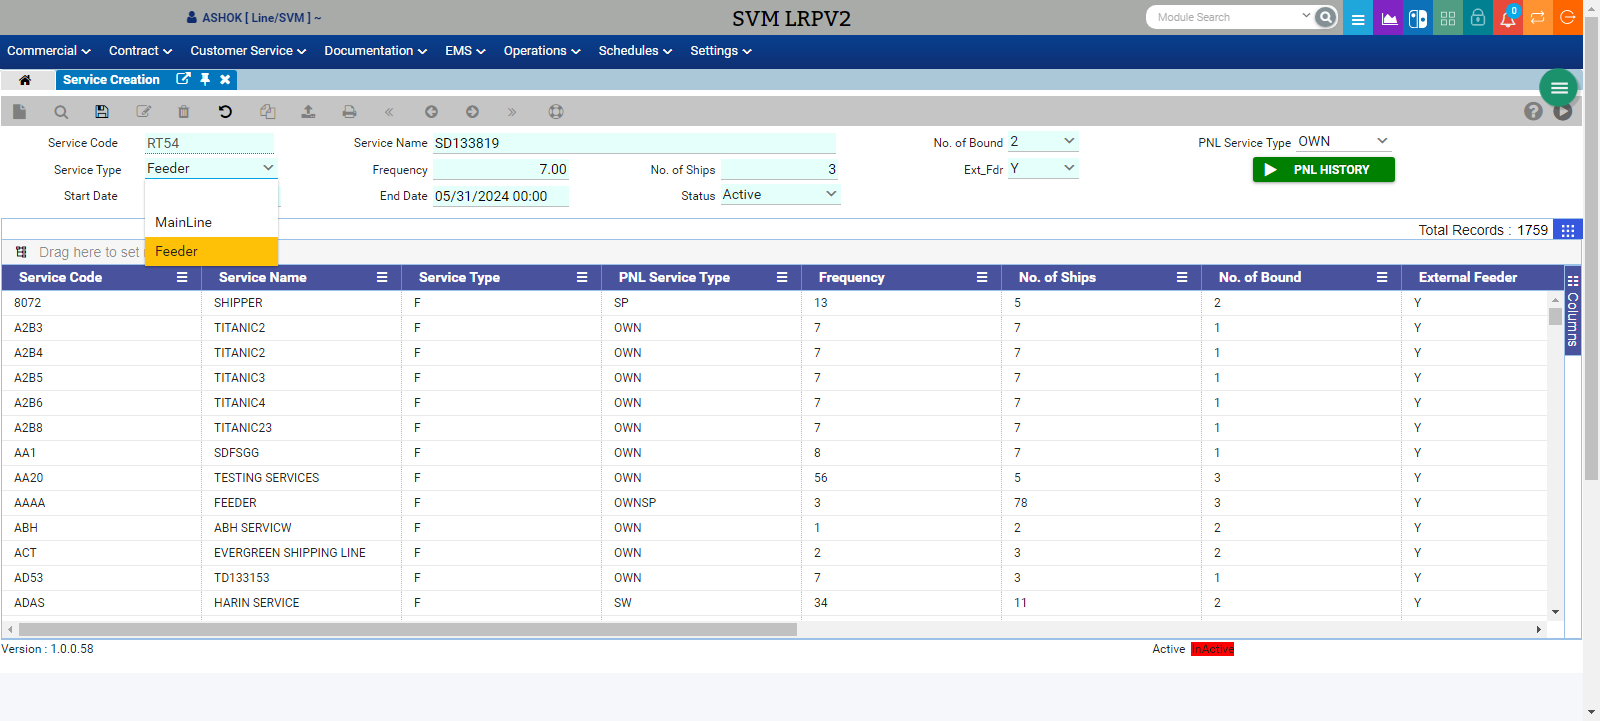 ASHOK [ Line/SVM ] ~
SVM LRPV2
Module Search
0
Commercial Contract Customer Service Documentation EMS Operations Schedules Settings
Service Creation
Service Code RT54 Service Name SD133819 No. of Bound 2 PNL Service Type OWN
Service Type Feeder Frequency 7.00 No. of Ships 3 Ext_Fdr Y PNL HISTORY
Start Date End Date 05/31/2024 00:00 Status Active
MainLine
Feeder
Total Records : 1759
Drag here to set
Service Code Service Name Service Type PNL Service Type Frequency No. of Ships No. of Bound External Feeder
8072 SHIPPER F SP 13 5 2 Y
A2B3 TITANIC2 F OWN 7 7 1 Y
A2B4 TITANIC2 F OWN 7 7 1 Y
A2B5 TITANIC3 F OWN 7 7 1 Y
A2B6 TITANIC4 F OWN 7 7 1 Y
A2B8 TITANIC23 F OWN 7 7 1 Y
AA1 SDFSGG F OWN 8 7 1 Y
AA20 TESTING SERVICES F OWN 56 5 3 Y
AAAA FEEDER F OWNSP 3 78 3 Y
ABH ABH SERVICW F OWN 1 2 2 Y
ACT EVERGREEN SHIPPING LINE F OWN 2 3 2 Y
AD53 TD133153 F OWN 7 3 1 Y
ADAS HARIN SERVICE F SW 34 11 2 Y
Columns
Version : 1.0.0.58
Active InActive